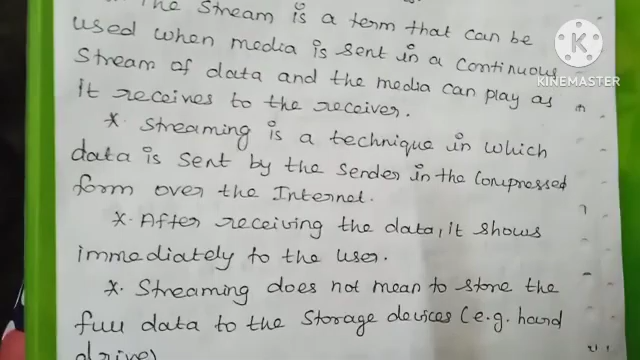 The Stream is a term that can be
used when media is sent in a continuous
Stream of data and the media can play as
it receives to the receiver.
*. Streaming is a technique in which
data is sent by the sender in the compressed
form over the Internet.
*. After receiving the data, it shows
immediately to the user.
*. Streaming does not mean to store the
full data to the storage devices (e.g. hard
drive)
KINEMASTER